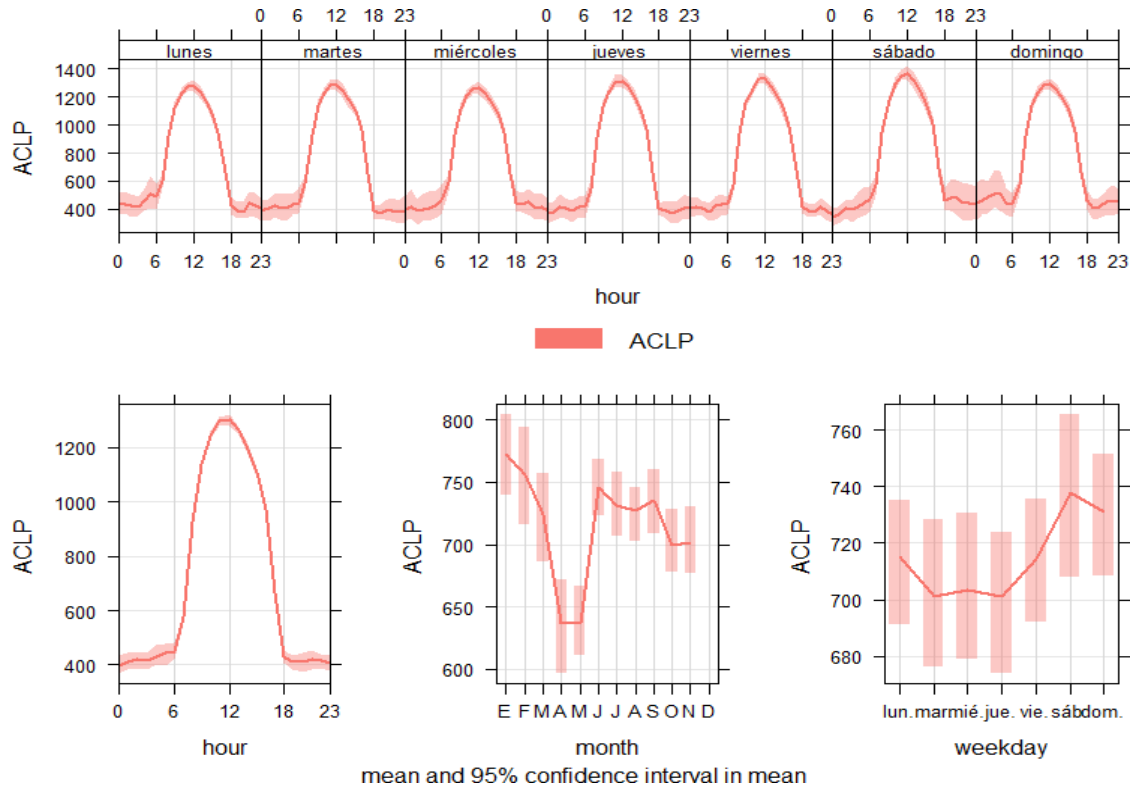 0 6 12 18 23 0 6 12 18 23 0 6 12 18 23
lunes martes miércoles jueves viernes sábado domingo
1400
1200
1000
800
600
400
ACLP
0 6 12 18 23 0 6 12 18 23 0 6 12 18 23 0 6 12 18 23
hour
ACLP
1200
1000
800
600
400
ACLP
0 6 12 18 23
hour
800
750
700
650
600
ACLP
E F M A M J J A S O N D
month
760
740
720
700
680
ACLP
lun. mar mié. jue. vie. sáb dom.
weekday
mean and 95% confidence interval in mean